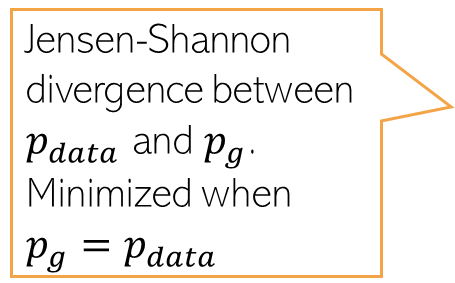 Jensen-Shannon
divergence between
p_data and p_g.
Minimized when
p_g = p_data